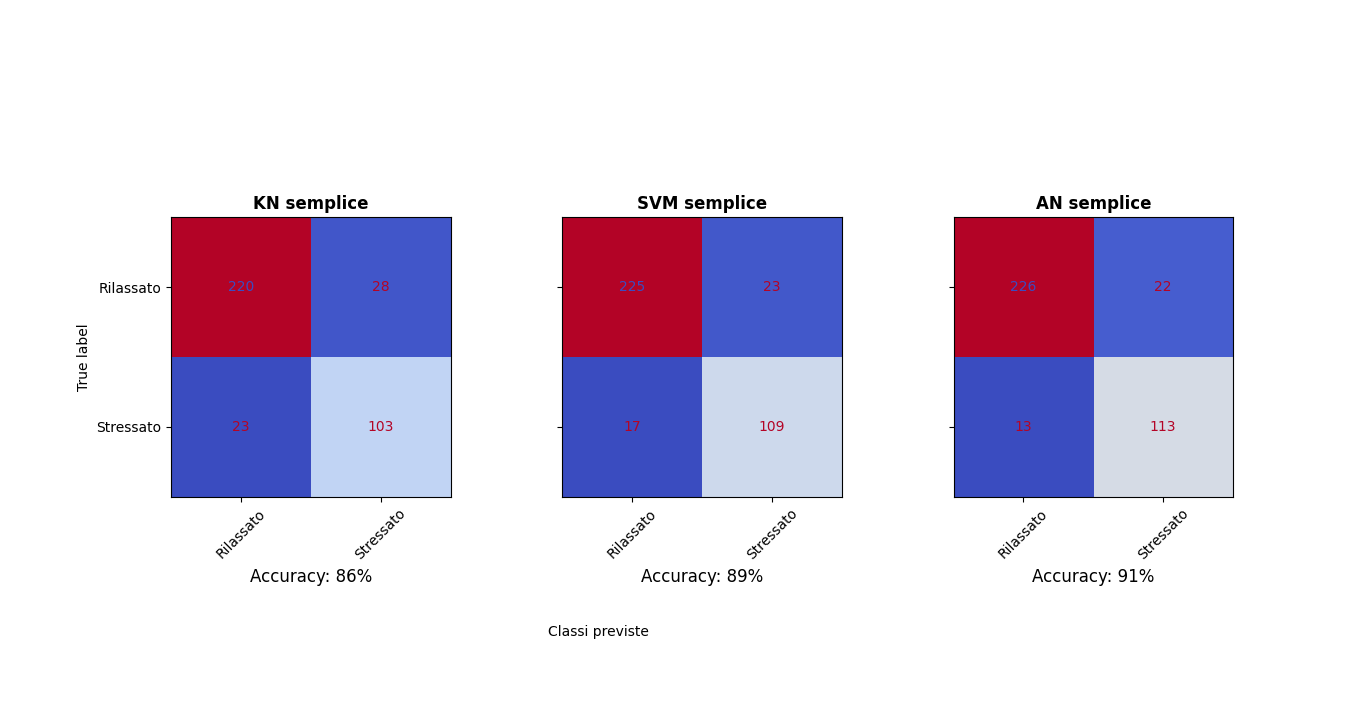 KN semplice
SVM semplice
AN semplice
True label
Rilassato
220 28
225 23
226 22
Stressato
23 103
17 109
13 113
Rilassato Stressato
Rilassato Stressato
Rilassato Stressato
Accuracy: 86%
Accuracy: 89%
Accuracy: 91%
Classi previste